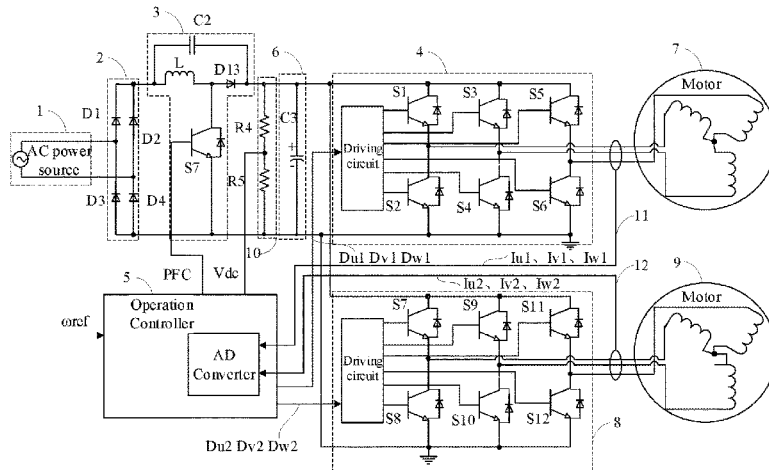 3
C2
2
6
4
7
L
D13
S1
S3
S5
Motor
1
D1
C3
R4
AC power
source
D2
S7
Driving
circuit
R5
D3
D4
S2
S4
S6
11
PFC
Vdc
10
Du1 Dv1 Dw1
Iu1、Iv1、Iw1
12
Iu2、Iv2、Iw2
9
5
Operation
Controller
S7
S9
S11
Motor
ωref
AD
Converter
Driving
circuit
S8
S10
S12
Du2 Dv2 Dw2
8